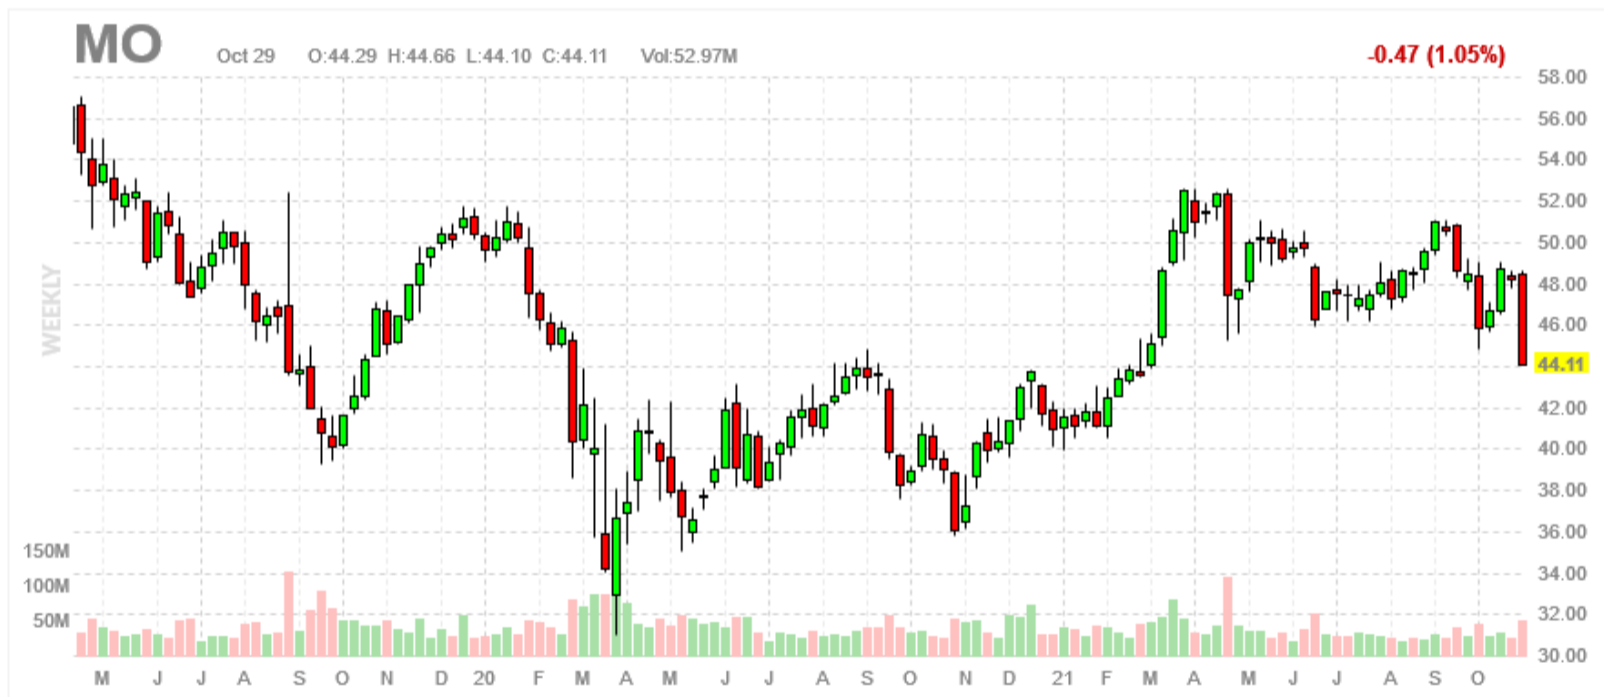 MO
Oct 29 O:44.29 H:44.66 L:44.10 C:44.11 Vol:52.97M
-0.47 (1.05%)
WEEKLY
58.00
56.00
54.00
52.00
50.00
48.00
46.00
44.11
42.00
40.00
38.00
36.00
34.00
32.00
30.00
150M
100M
50M
M J J A S O N D 20 F M A M J J A S O N D 21 F M A M J J A S O